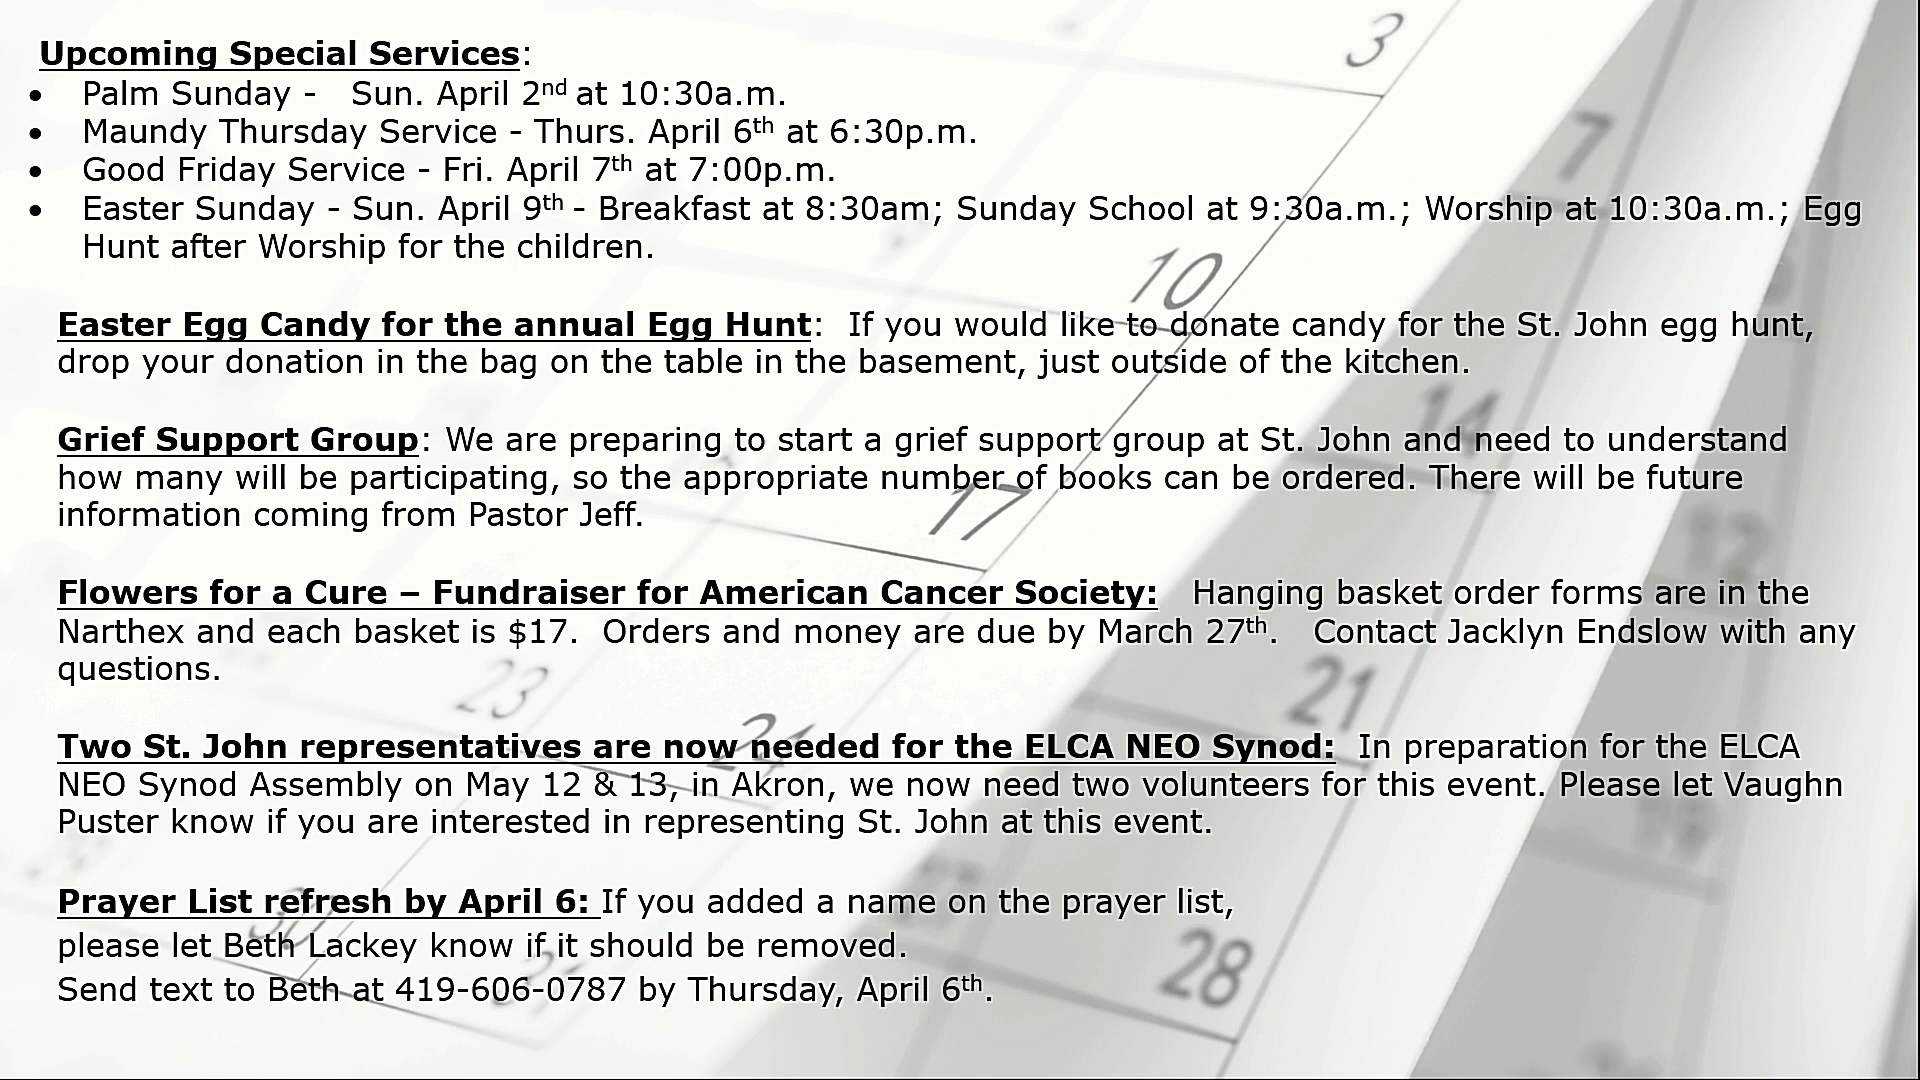 Upcoming Special Services:
• Palm Sunday - Sun. April 2nd at 10:30a.m.
• Maundy Thursday Service - Thurs. April 6th at 6:30p.m.
• Good Friday Service - Fri. April 7th at 7:00p.m.
• Easter Sunday - Sun. April 9th - Breakfast at 8:30am; Sunday School at 9:30a.m.; Worship at 10:30a.m.; Egg
Hunt after Worship for the children.
Easter Egg Candy for the annual Egg Hunt: If you would like to donate candy for the St. John egg hunt,
drop your donation in the bag on the table in the basement, just outside of the kitchen.
Grief Support Group: We are preparing to start a grief support group at St. John and need to understand
how many will be participating, so the appropriate number of books can be ordered. There will be future
information coming from Pastor Jeff.
Flowers for a Cure – Fundraiser for American Cancer Society: Hanging basket order forms are in the
Narthex and each basket is $17. Orders and money are due by March 27th. Contact Jacklyn Endslow with any
questions.
Two St. John representatives are now needed for the ELCA NEO Synod: In preparation for the ELCA
NEO Synod Assembly on May 12 & 13, in Akron, we now need two volunteers for this event. Please let Vaughn
Puster know if you are interested in representing St. John at this event.
Prayer List refresh by April 6: If you added a name on the prayer list,
please let Beth Lackey know if it should be removed.
Send text to Beth at 419-606-0787 by Thursday, April 6th.
3
7
10
14
17
12
23
24
21
30
31
28